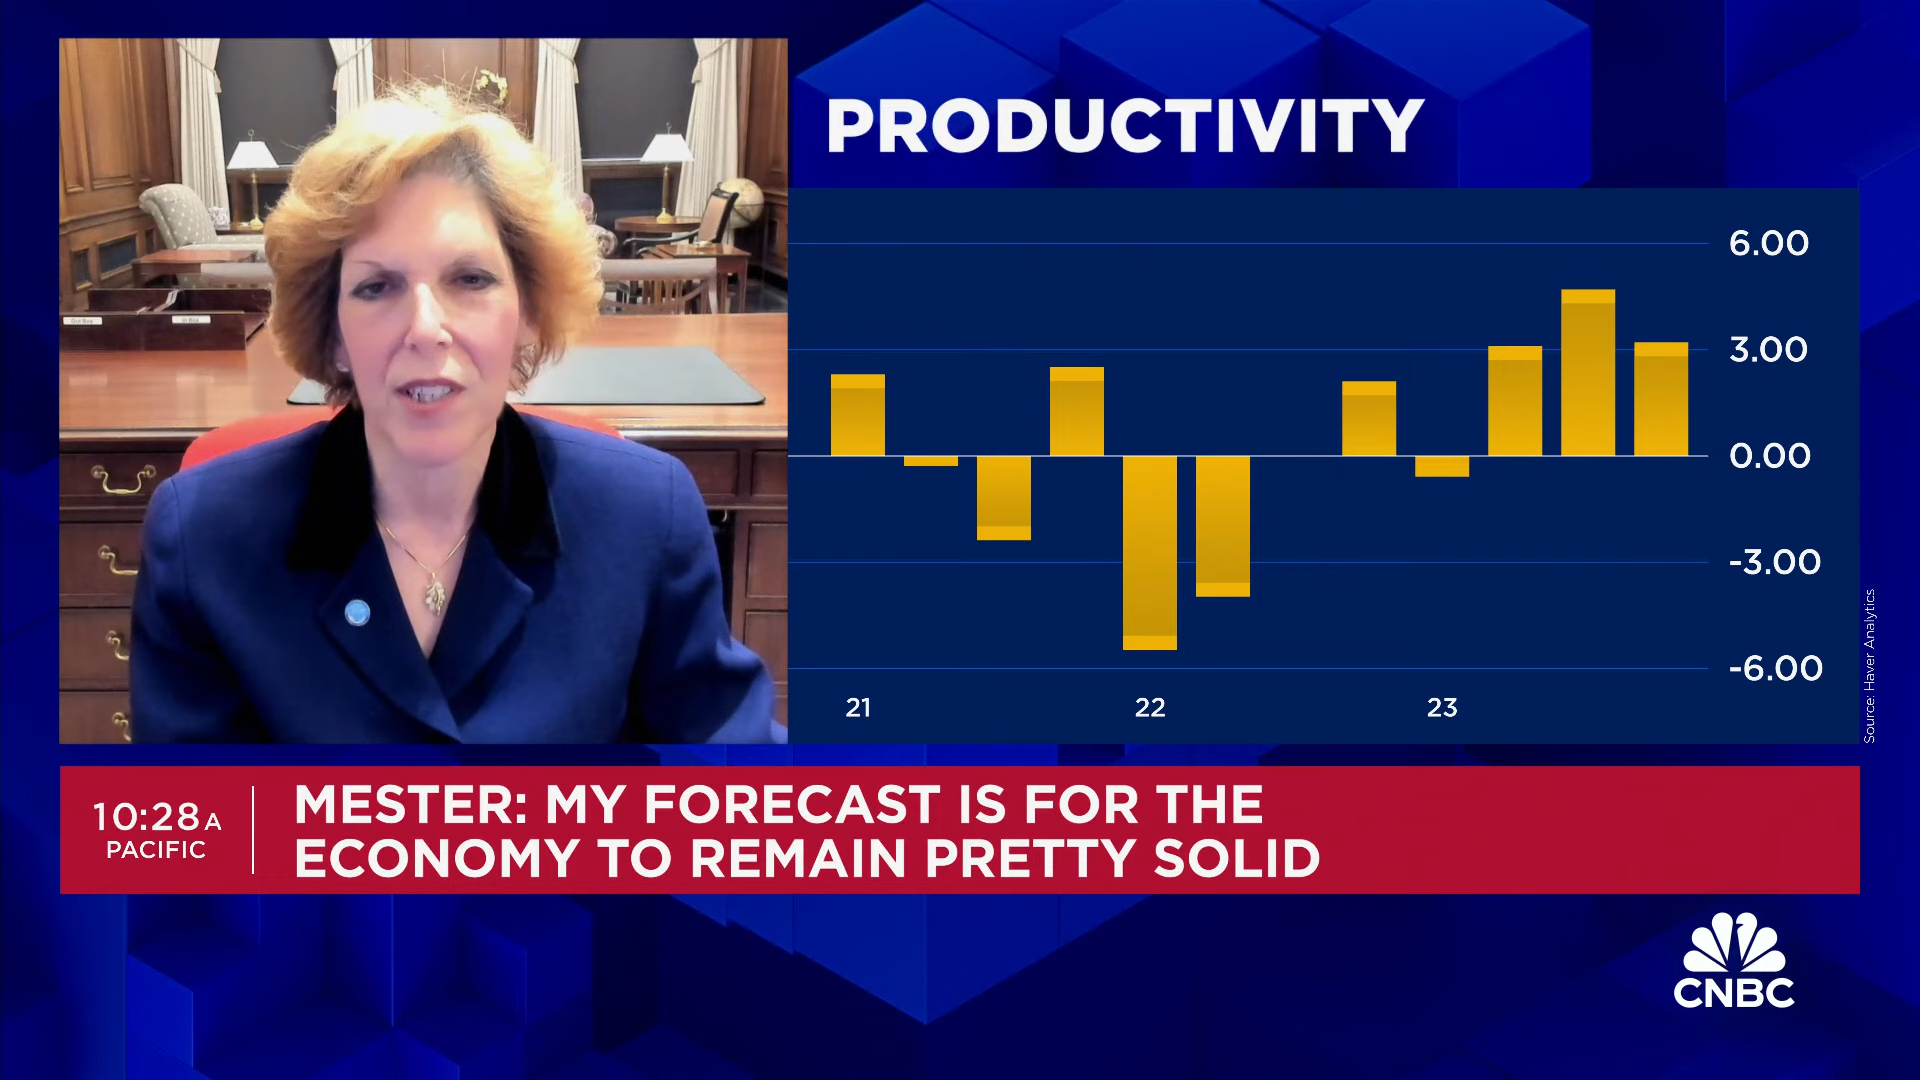 PRODUCTIVITY
6.00
3.00
0.00
-3.00
-6.00
21 22 23
Source: Haver Analytics
10:28A
PACIFIC
MESTER: MY FORECAST IS FOR THE
ECONOMY TO REMAIN PRETTY SOLID
CNBC